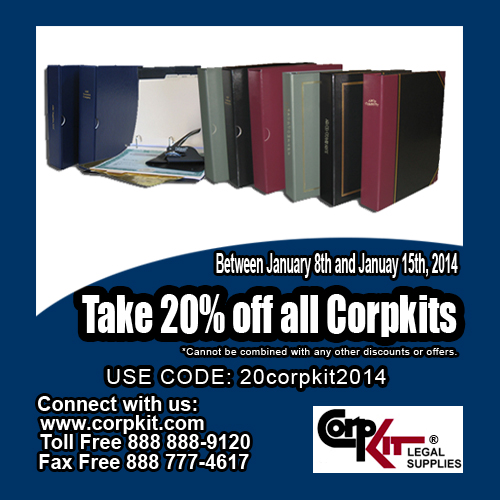 Between January 8th and Januay 15th, 2014
Take 20% off all Corpkits
*Cannot be combined with any other discounts or offers.
USE CODE: 20corpkit2014
Connect with us:
www.corpkit.com
Toll Free 888 888-9120
Fax Free 888 777-4617
CorpKit ®
LEGAL
SUPPLIES